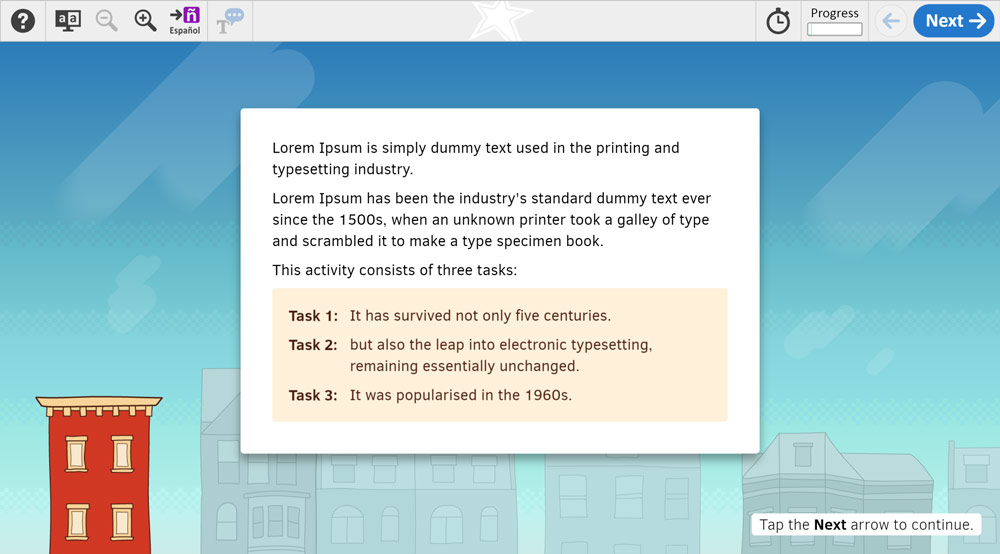 ?
a a
ñ
Español
T
Progress
Next
Lorem Ipsum is simply dummy text used in the printing and
typesetting industry.
Lorem Ipsum has been the industry's standard dummy text ever
since the 1500s, when an unknown printer took a galley of type
and scrambled it to make a type specimen book.
This activity consists of three tasks:
Task 1: It has survived not only five centuries.
Task 2: but also the leap into electronic typesetting,
remaining essentially unchanged.
Task 3: It was popularised in the 1960s.
Tap the Next arrow to continue.